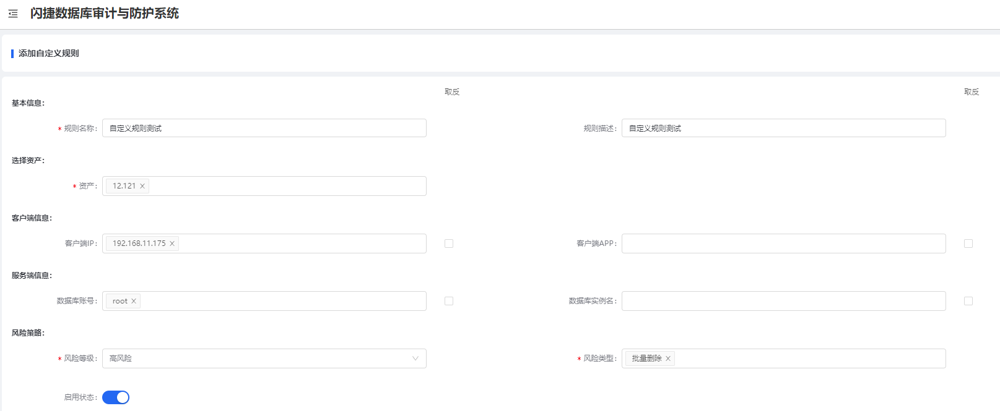 闪捷数据库审计与防护系统
添加自定义规则
取反 取反
基本信息:
* 规则名称: 自定义规则测试 规则描述: 自定义规则测试
选择资产:
* 资产: 12.121 ×
客户端信息:
客户端IP: 192.168.11.175 × 客户端APP:
服务端信息:
数据库账号: root × 数据库实例名:
风险策略:
* 风险等级: 高风险 * 风险类型: 批量删除 ×
启用状态: